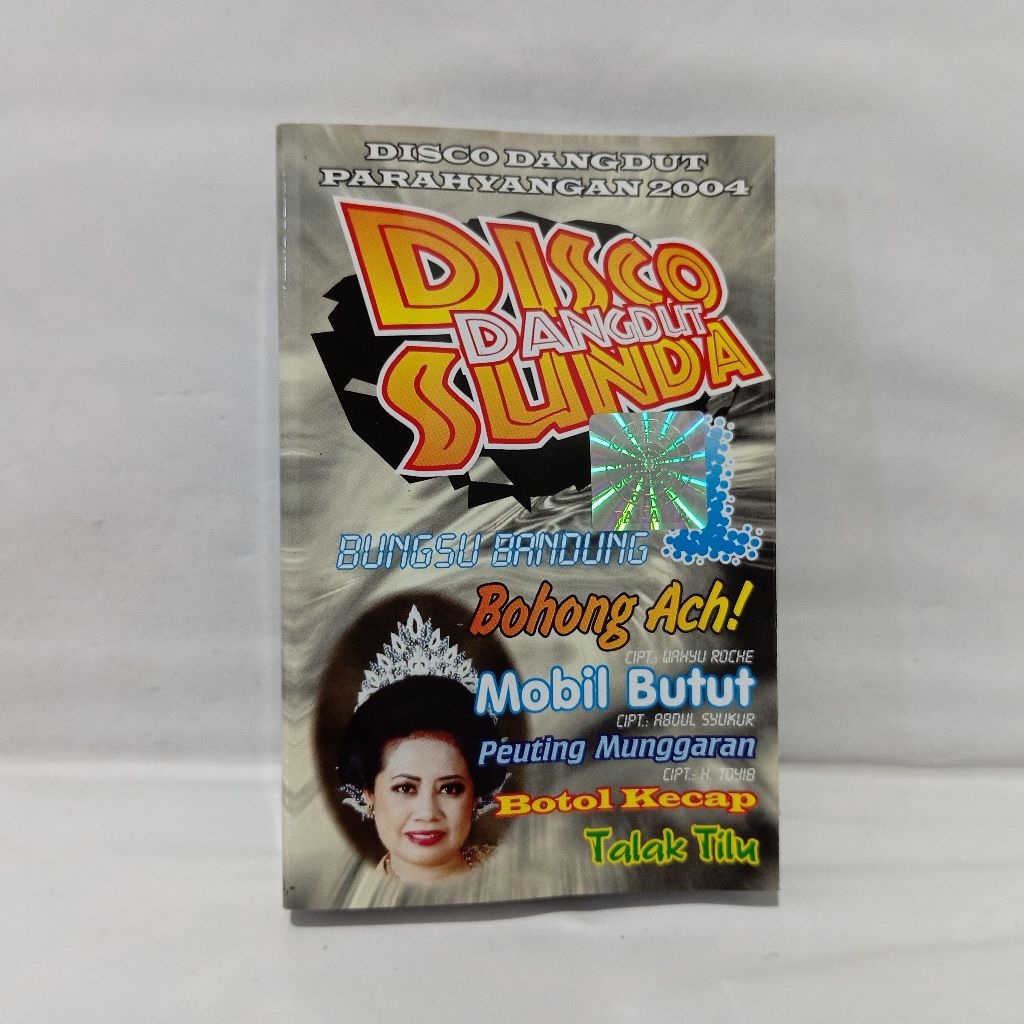 DISCO DANGDUT
PARAHYANGAN 2004
DISCO
DANGDUT
SUNDA
1
BUNGSU BANDUNG
Bohong Ach!
CIPT.: WAHYU ROCHE
Mobil Butut
CIPT.: ABDUL SYUKUR
Peuting Munggaran
CIPT.: H. TOYIB
Botol Kecap
Talak Tilu